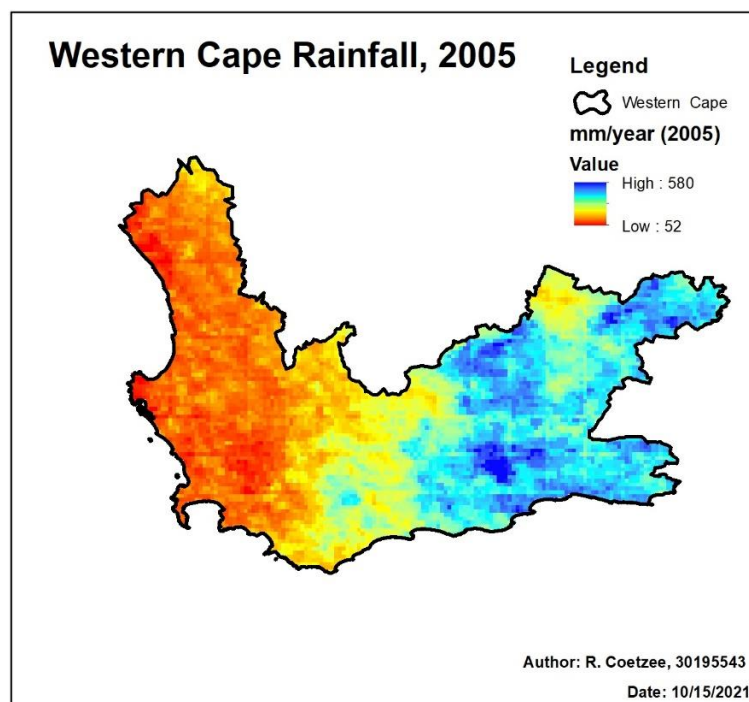 Western Cape Rainfall, 2005
Legend
Western Cape
mm/year (2005)
Value
High : 580
Low : 52
Author: R. Coetzee, 30195543
Date: 10/15/2021